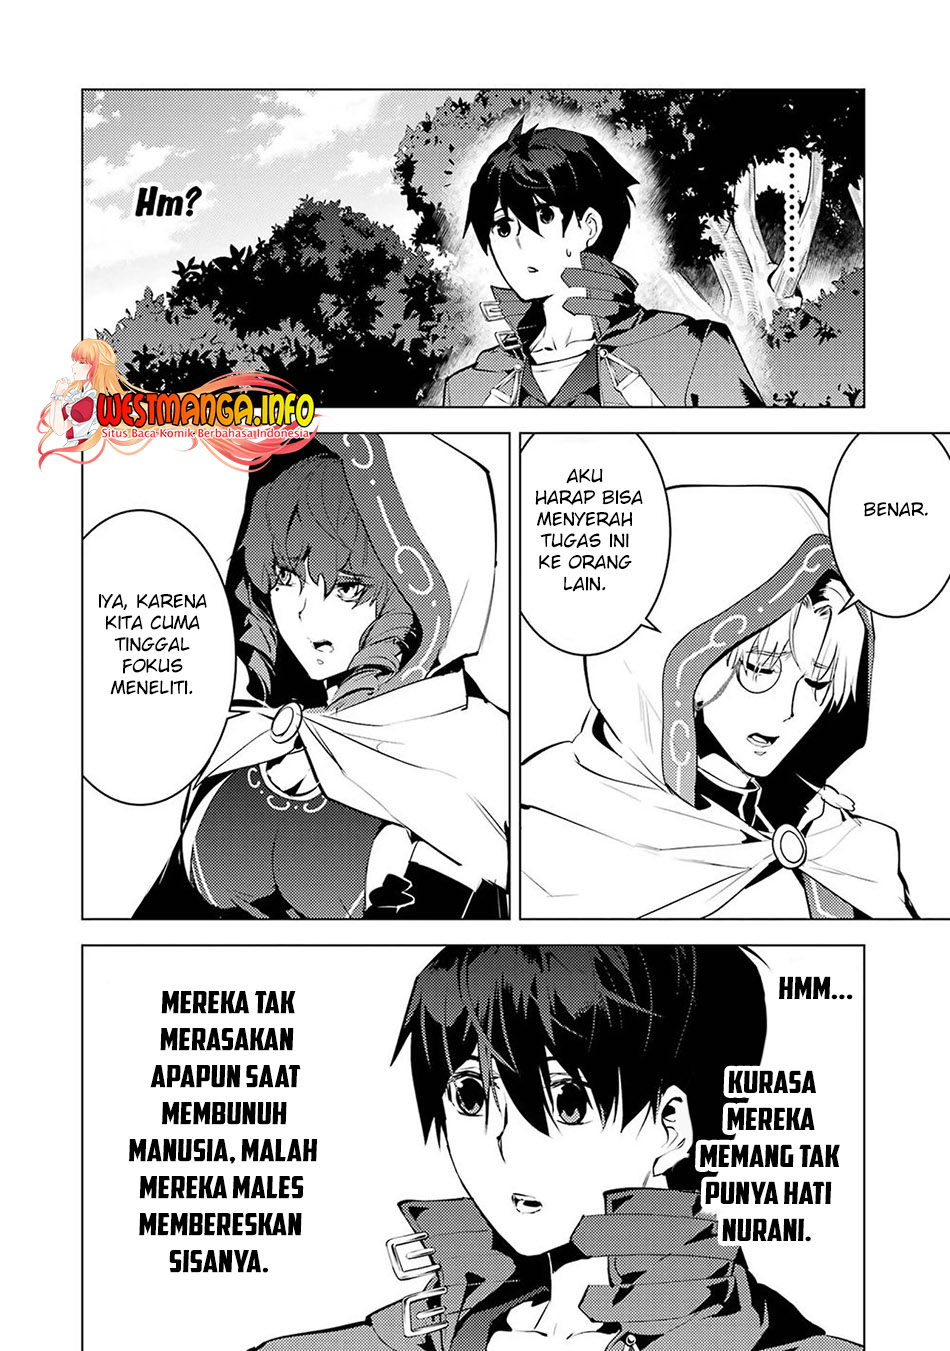 Hm?
WESTMANGA.INFO
Situs Baca Komik Berbahasa Indonesia
BENAR.
AKU
HARAP BISA
MENYERAH
TUGAS INI
KE ORANG
LAIN.
IYA, KARENA
KITA CUMA
TINGGAL
FOKUS
MENELITI.
HMM...
KURASA
MEREKA
MEMANG TAK
PUNYA HATI
NURANI.
MEREKA TAK
MERASAKAN
APAPUN SAAT
MEMBUNUH
MANUSIA, MALAH
MEREKA MALES
MEMBERESKAN
SISANYA.